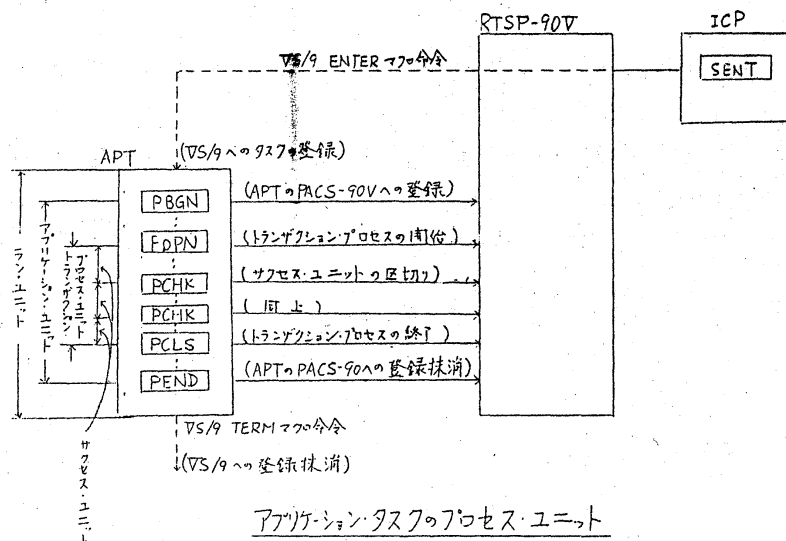 RTSP-90V
ICP
VS/9 ENTER マクロ命令
SENT
(VS/9へのタスク登録)
APT
PBGN
(APTのPACS-90Vへの登録)
FDPN
(トランザクション・プロセスの開始)
PCHK
(サクセス・ユニットの区切り)
PCHK
(同上)
PCLS
(トランザクション・プロセスの終了)
PEND
(APTのPACS-90への登録抹消)
ラン・ユニット
アプリケーション・ユニット
トランザクション
プロセス・ユニット
サクセス・ユニット
VS/9 TERM マクロ命令
(VS/9への登録抹消)
アプリケーション・タスクのプロセス・ユニット